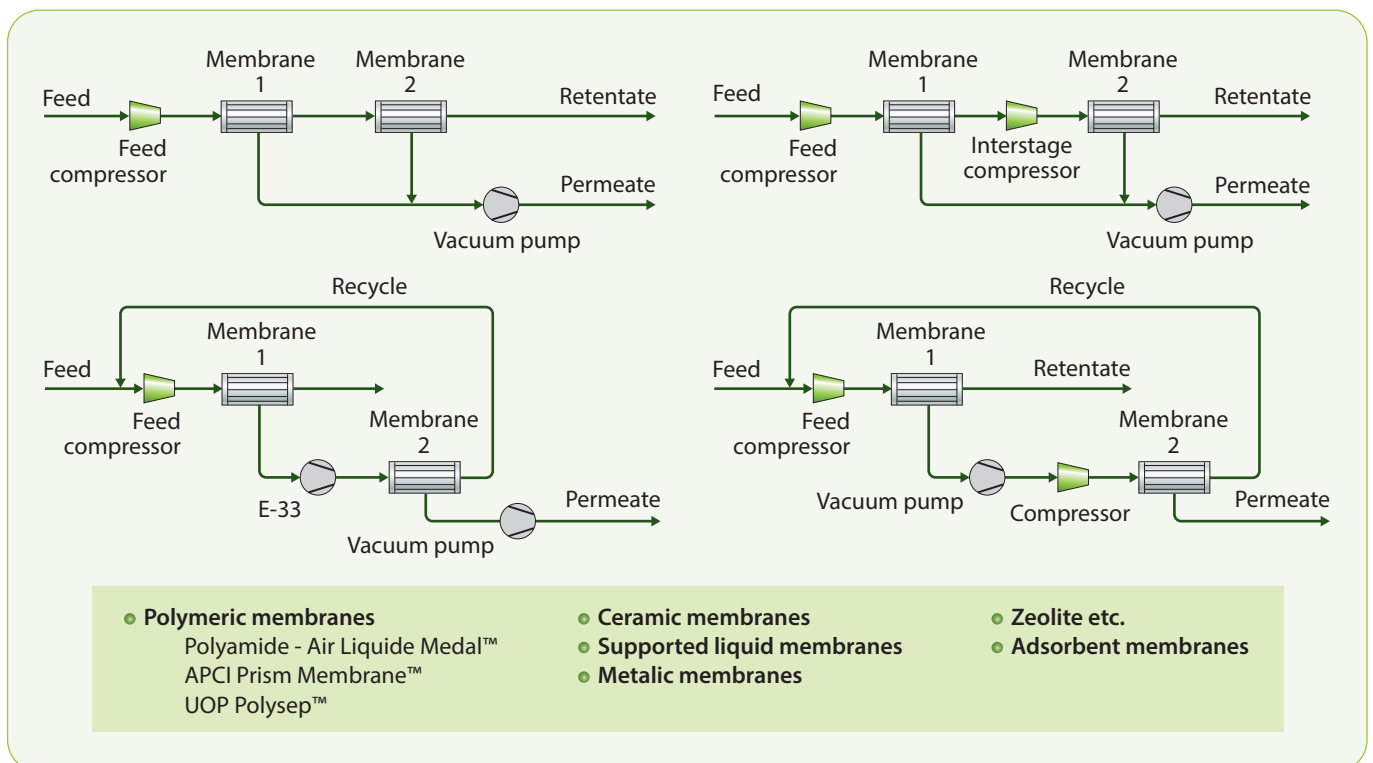 Membrane
1
Membrane
2
Feed
Retentate
Feed
compressor
Permeate
Vacuum pump
Membrane
1
Membrane
2
Feed
Retentate
Feed
compressor
Interstage
compressor
Permeate
Vacuum pump
Recycle
Membrane
1
Feed
Feed
compressor
Membrane
2
E-33
Permeate
Vacuum pump
Recycle
Membrane
1
Feed
Retentate
Feed
compressor
Membrane
2
Vacuum pump
Compressor
Permeate
Polymeric membranes
Polyamide - Air Liquide Medal™
APCI Prism Membrane™
UOP Polysep™
Ceramic membranes
Supported liquid membranes
Metalic membranes
Zeolite etc.
Adsorbent membranes